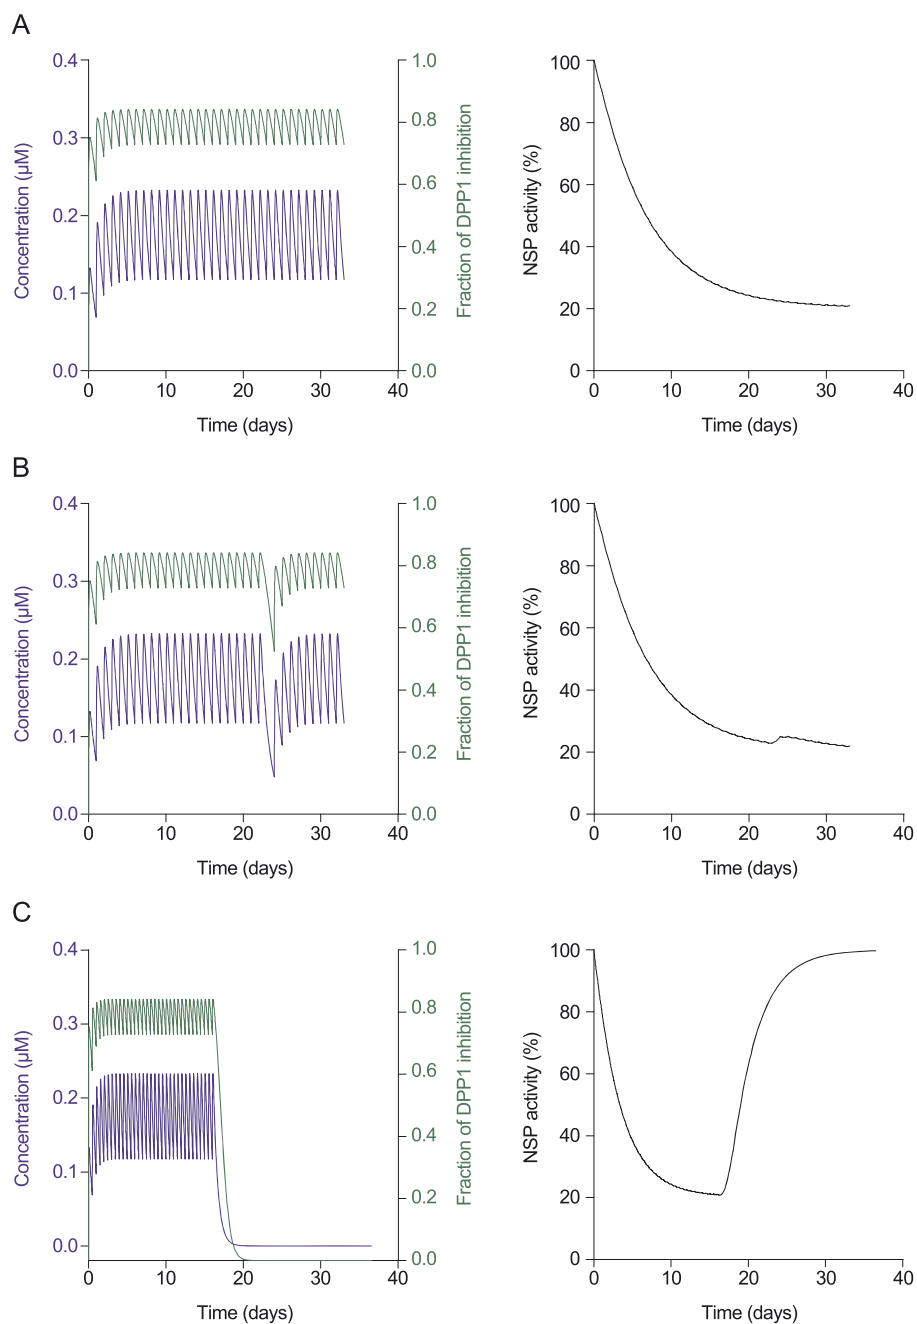 A
0.4
0.3
0.2
0.1
0.0
Concentration (µM)
1.0
0.8
0.6
0.4
0.2
0.0
Fraction of DPP1 inhibition
0 10 20 30 40
Time (days)
100
80
60
40
20
0
NSP activity (%)
0 10 20 30 40
Time (days)
B
0.4
0.3
0.2
0.1
0.0
Concentration (µM)
1.0
0.8
0.6
0.4
0.2
0.0
Fraction of DPP1 inhibition
0 10 20 30 40
Time (days)
100
80
60
40
20
0
NSP activity (%)
0 10 20 30 40
Time (days)
C
0.4
0.3
0.2
0.1
0.0
Concentration (µM)
1.0
0.8
0.6
0.4
0.2
0.0
Fraction of DPP1 inhibition
0 10 20 30 40
Time (days)
100
80
60
40
20
0
NSP activity (%)
0 10 20 30 40
Time (days)